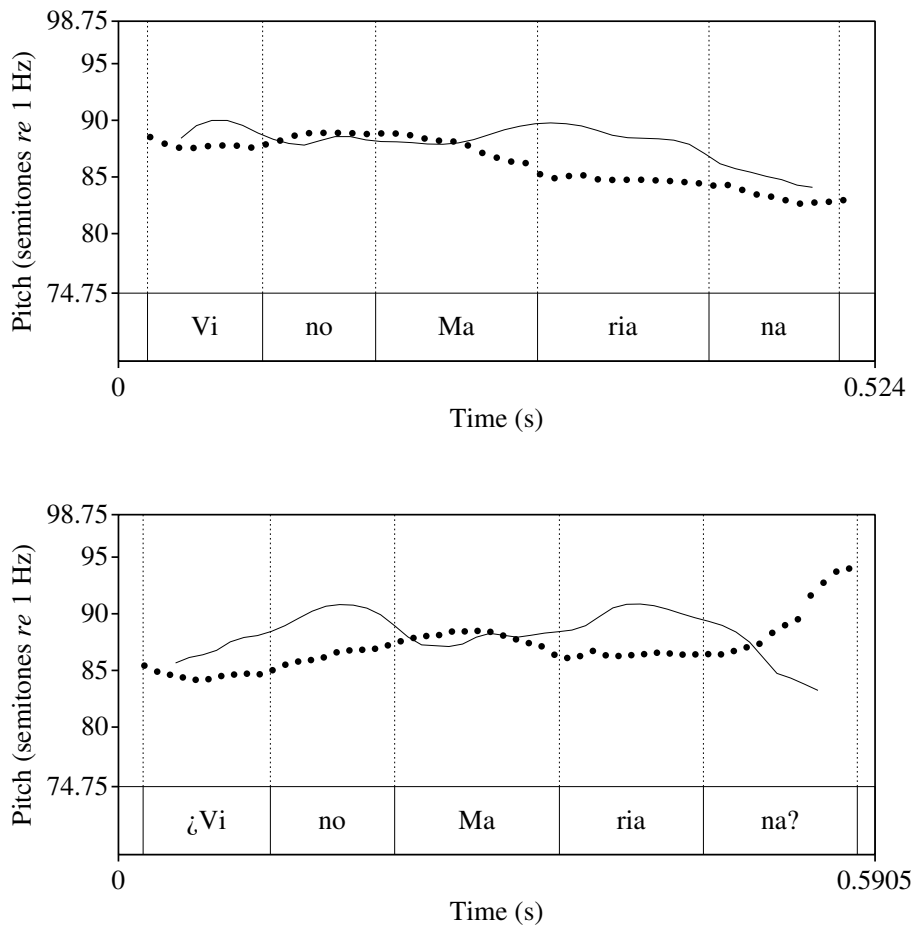 98.75
95
90
85
80
74.75
Pitch (semitones re 1 Hz)
Vi no Ma ria na
0 0.524
Time (s)
98.75
95
90
85
80
74.75
Pitch (semitones re 1 Hz)
¿Vi no Ma ria na?
0 0.5905
Time (s)